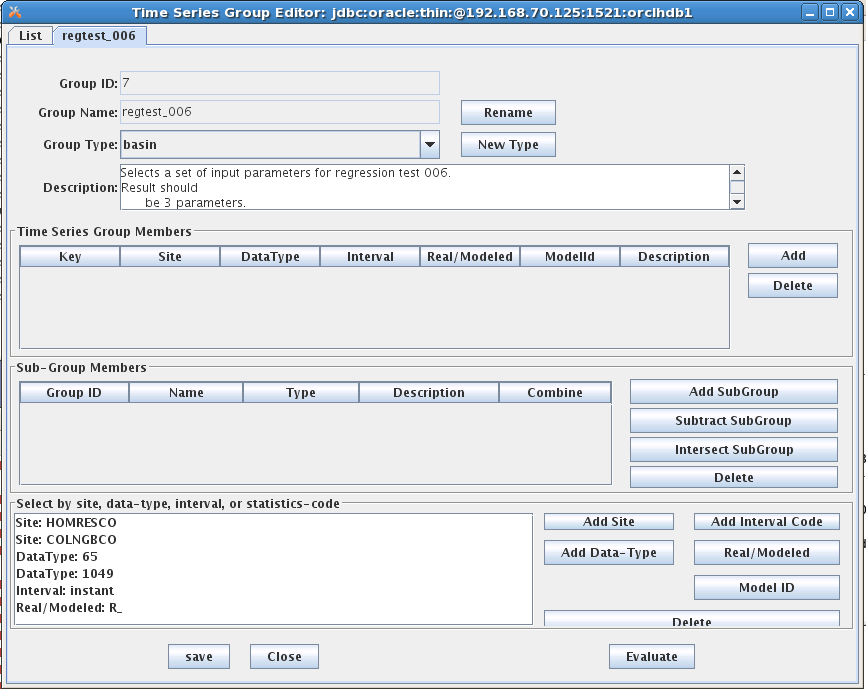 Time Series Group Editor: jdbc:oracle:thin:@192.168.70.125:1521:orclhdb1
List regtest_006
Group ID: 7
Group Name: regtest_006 Rename
Group Type: basin New Type
Description: Selects a set of input parameters for regression test 006.
Result should
be 3 parameters.
Time Series Group Members
Key Site DataType Interval Real/Modeled ModelId Description
Add
Delete
Sub-Group Members
Group ID Name Type Description Combine
Add SubGroup
Subtract SubGroup
Intersect SubGroup
Delete
Select by site, data-type, interval, or statistics-code
Site: HOMRESCO
Site: COLNGBCO
DataType: 65
DataType: 1049
Interval: instant
Real/Modeled: R_
Add Site Add Interval Code
Add Data-Type Real/Modeled
Model ID
Delete
save Close Evaluate